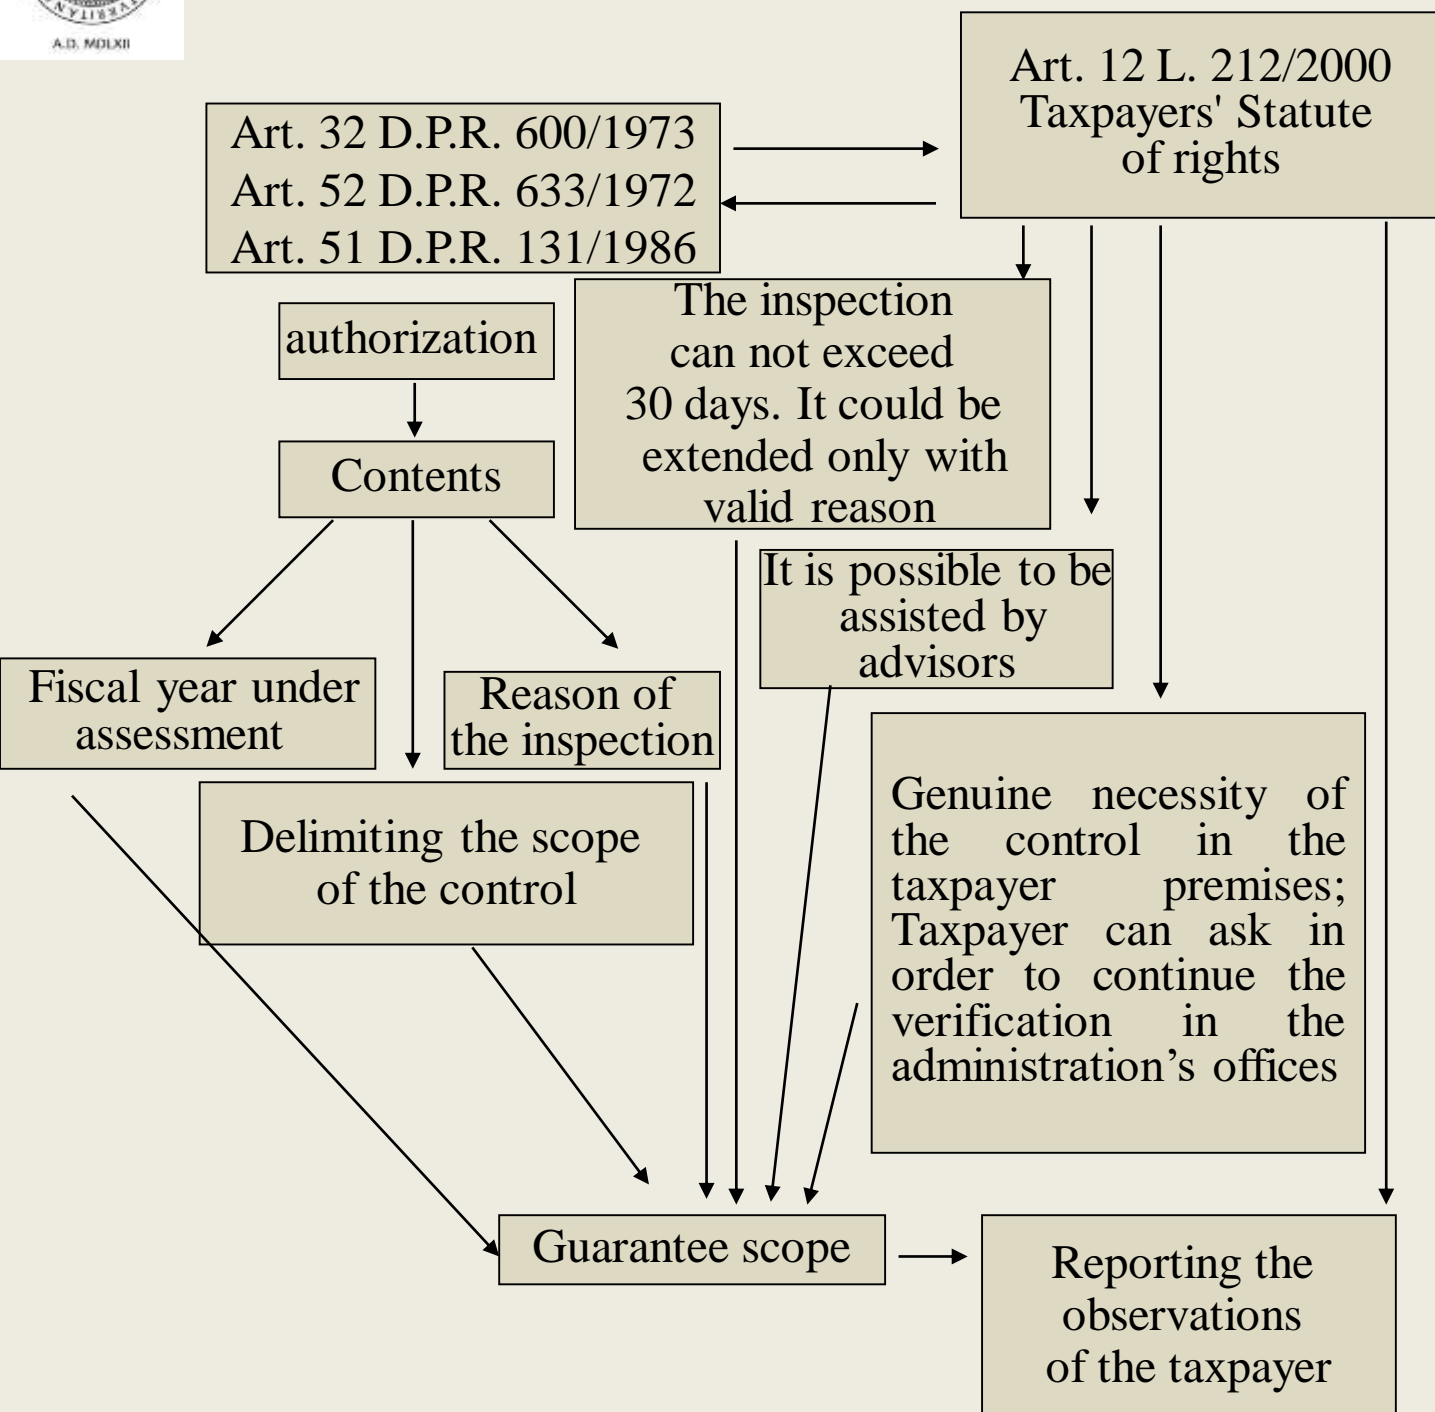 A.D. MDLXII
Art. 12 L. 212/2000
Taxpayers' Statute
of rights
Art. 32 D.P.R. 600/1973
Art. 52 D.P.R. 633/1972
Art. 51 D.P.R. 131/1986
The inspection
can not exceed
30 days. It could be
extended only with
valid reason
authorization
Contents
It is possible to be
assisted by
advisors
Fiscal year under
assessment
Reason of
the inspection
Delimiting the scope
of the control
Genuine necessity of
the control in the
taxpayer premises;
Taxpayer can ask in
order to continue the
verification in the
administration’s offices
Guarantee scope
Reporting the
observations
of the taxpayer